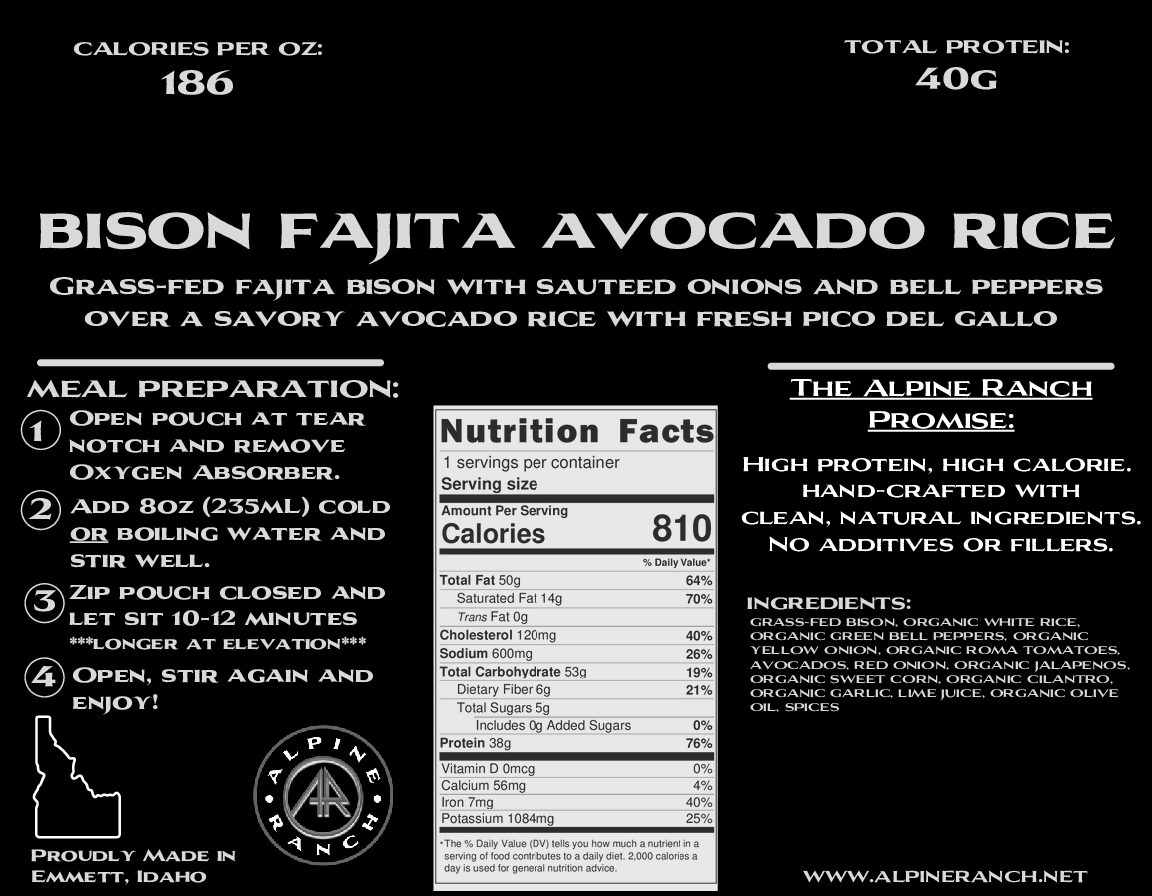 CALORIES PER OZ:
186
TOTAL PROTEIN:
40G
BISON FAJITA AVOCADO RICE
GRASS-FED FAJITA BISON WITH SAUTEED ONIONS AND BELL PEPPERS
OVER A SAVORY AVOCADO RICE WITH FRESH PICO DEL GALLO
MEAL PREPARATION:
1 OPEN POUCH AT TEAR
NOTCH AND REMOVE
OXYGEN ABSORBER.
2 ADD 8OZ (235ML) COLD
OR BOILING WATER AND
STIR WELL.
3 ZIP POUCH CLOSED AND
LET SIT 10-12 MINUTES
***LONGER AT ELEVATION***
4 OPEN, STIR AGAIN AND
ENJOY!
ALPINE
AR
RANCH
PROUDLY MADE IN
EMMETT, IDAHO
Nutrition Facts
1 servings per container
Serving size
Amount Per Serving
Calories 810
% Daily Value*
Total Fat 50g 64%
Saturated Fat 14g 70%
Trans Fat 0g
Cholesterol 120mg 40%
Sodium 600mg 26%
Total Carbohydrate 53g 19%
Dietary Fiber 6g 21%
Total Sugars 5g
Includes 0g Added Sugars 0%
Protein 38g 76%
Vitamin D 0mcg 0%
Calcium 56mg 4%
Iron 7mg 40%
Potassium 1084mg 25%
*The % Daily Value (DV) tells you how much a nutrient in a
serving of food contributes to a daily diet. 2,000 calories a
day is used for general nutrition advice.
THE ALPINE RANCH
PROMISE:
HIGH PROTEIN, HIGH CALORIE.
HAND-CRAFTED WITH
CLEAN, NATURAL INGREDIENTS.
NO ADDITIVES OR FILLERS.
INGREDIENTS:
GRASS-FED BISON, ORGANIC WHITE RICE,
ORGANIC GREEN BELL PEPPERS, ORGANIC
YELLOW ONION, ORGANIC ROMA TOMATOES,
AVOCADOS, RED ONION, ORGANIC JALAPENOS,
ORGANIC SWEET CORN, ORGANIC CILANTRO,
ORGANIC GARLIC, LIME JUICE, ORGANIC OLIVE
OIL, SPICES
WWW.ALPINERANCH.NET